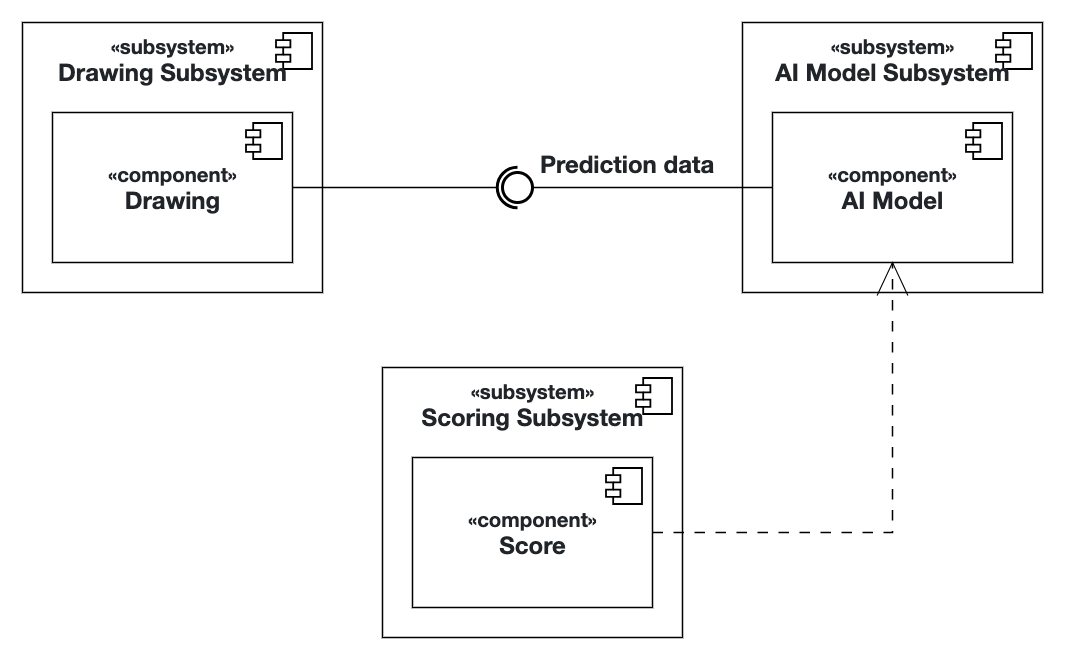 «subsystem»
Drawing Subsystem
«component»
Drawing
Prediction data
«subsystem»
AI Model Subsystem
«component»
AI Model
«subsystem»
Scoring Subsystem
«component»
Score